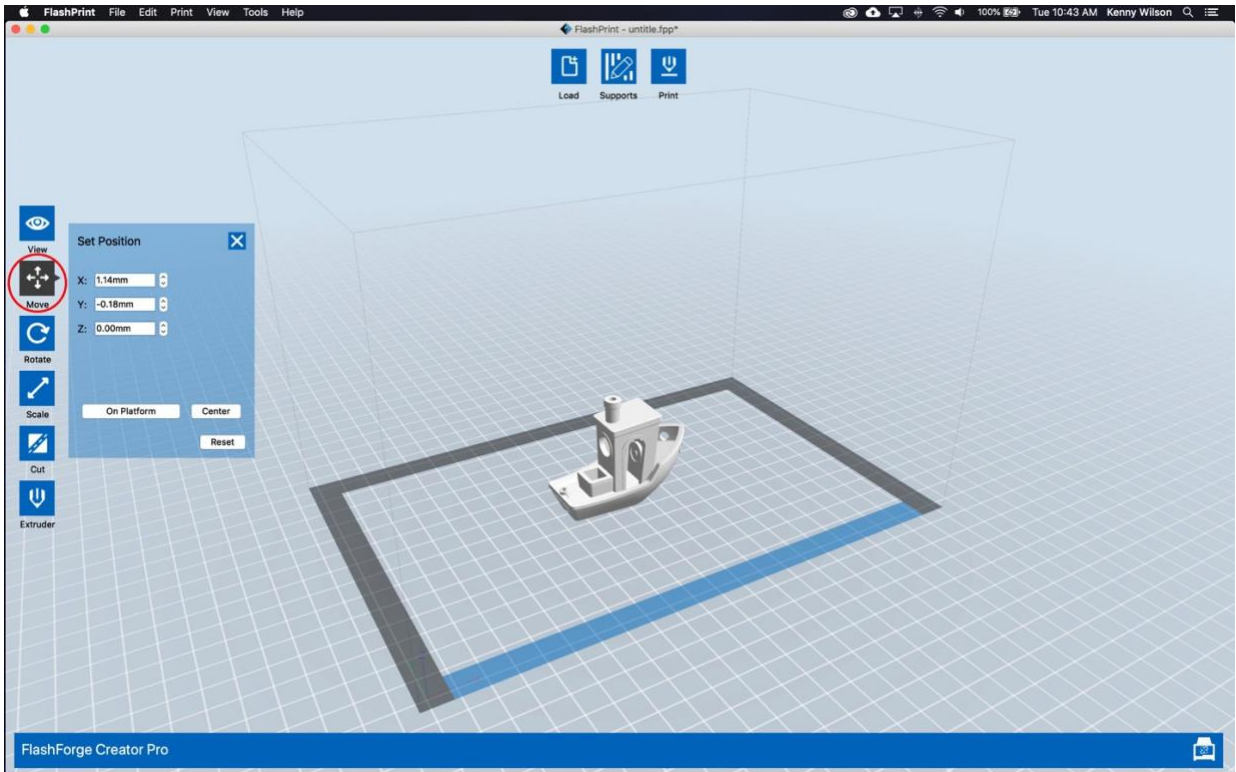 FlashPrint File Edit Print View Tools Help 100% Tue 10:43 AM Kenny Wilson
FlashPrint - untitle.fpp*
Load Supports Print
View
Move
Rotate
Scale
Cut
Extruder
Set Position
X: 1.14mm
Y: -0.18mm
Z: 0.00mm
On Platform Center
Reset
FlashForge Creator Pro